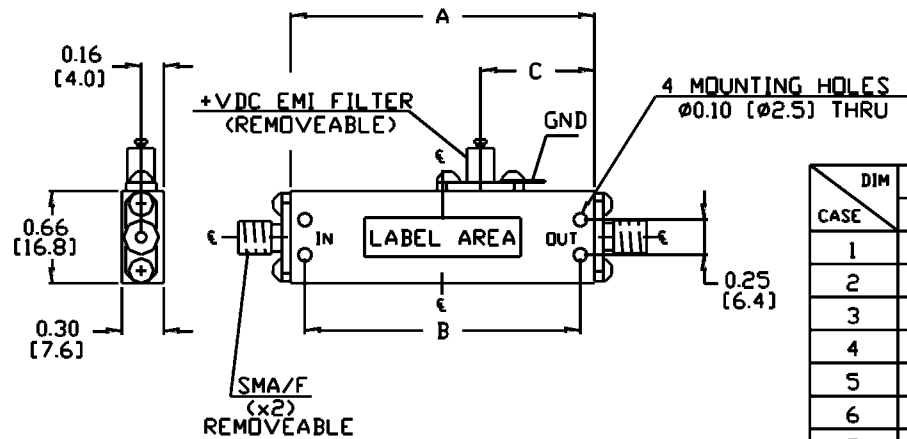 A
0.16
[4.0]
C
+VDC EMI FILTER
(REMOVEABLE)
4 MOUNTING HOLES
Ø0.10 [Ø2.5] THRU
GND
DIM
CASE
0.66
[16.8]
IN
LABEL AREA
OUT
0.25
[6.4]
1
2
3
4
5
6
0.30
[7.6]
B
SMA/F
(x2)
REMOVEABLE